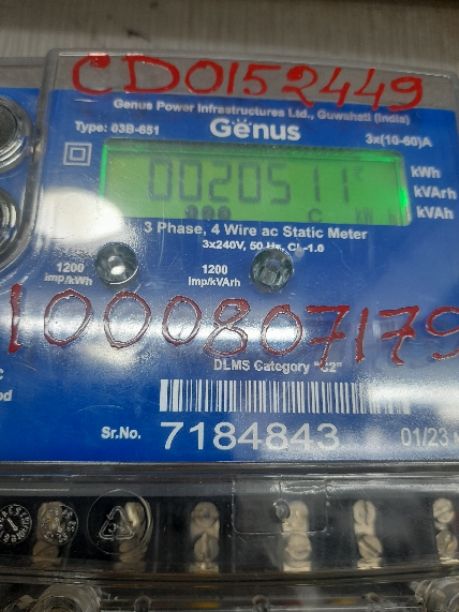 CD0152449
Genus Power Infrastructures Ltd., Guwahati (India)
Type: 03B-651 Genus 3x(10-60)A
0020511
C kW h
kWh
kVArh
kVAh
3 Phase, 4 Wire ac Static Meter
3x240V, 50 Hz, CL-1.0
1200
imp/kWh
1200
imp/kVArh
1000807179
DLMS Category "C2"
C
od
Sr.No. 7184843 01/23